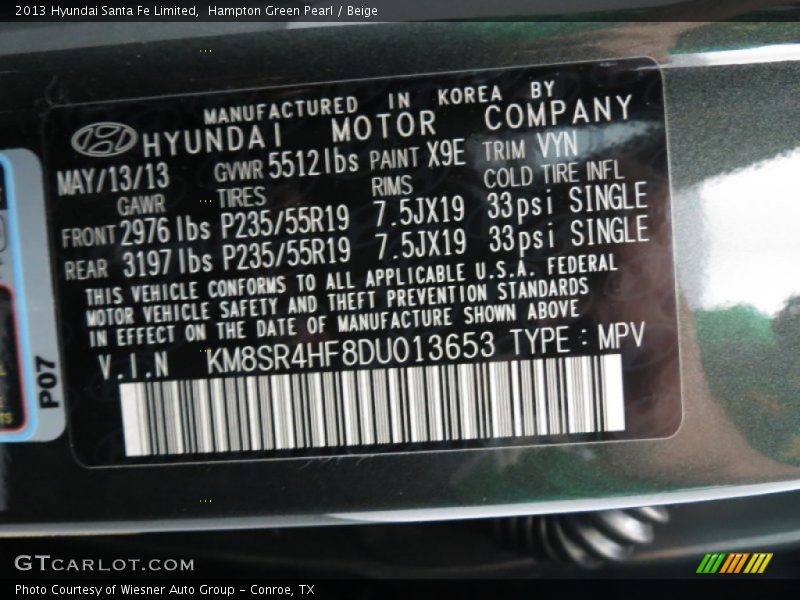 2013 Hyundai Santa Fe Limited,  Hampton Green Pearl / Beige
MANUFACTURED IN KOREA BY
HYUNDAI MOTOR COMPANY
MAY/13/13 GVWR 5512lbs PAINT X9E TRIM VYN
GAWR TIRES RIMS COLD TIRE INFL
FRONT 2976 lbs P235/55R19 7.5JX19 33psi SINGLE
REAR 3197 lbs P235/55R19 7.5JX19 33psi SINGLE
THIS VEHICLE CONFORMS TO ALL APPLICABLE U.S.A. FEDERAL
MOTOR VEHICLE SAFETY AND THEFT PREVENTION STANDARDS
IN EFFECT ON THE DATE OF MANUFACTURE SHOWN ABOVE
V.I.N KM8SR4HF8DU013653 TYPE : MPV
P07
GTCARLOT.COM
Photo Courtesy of Wiesner Auto Group - Conroe, TX